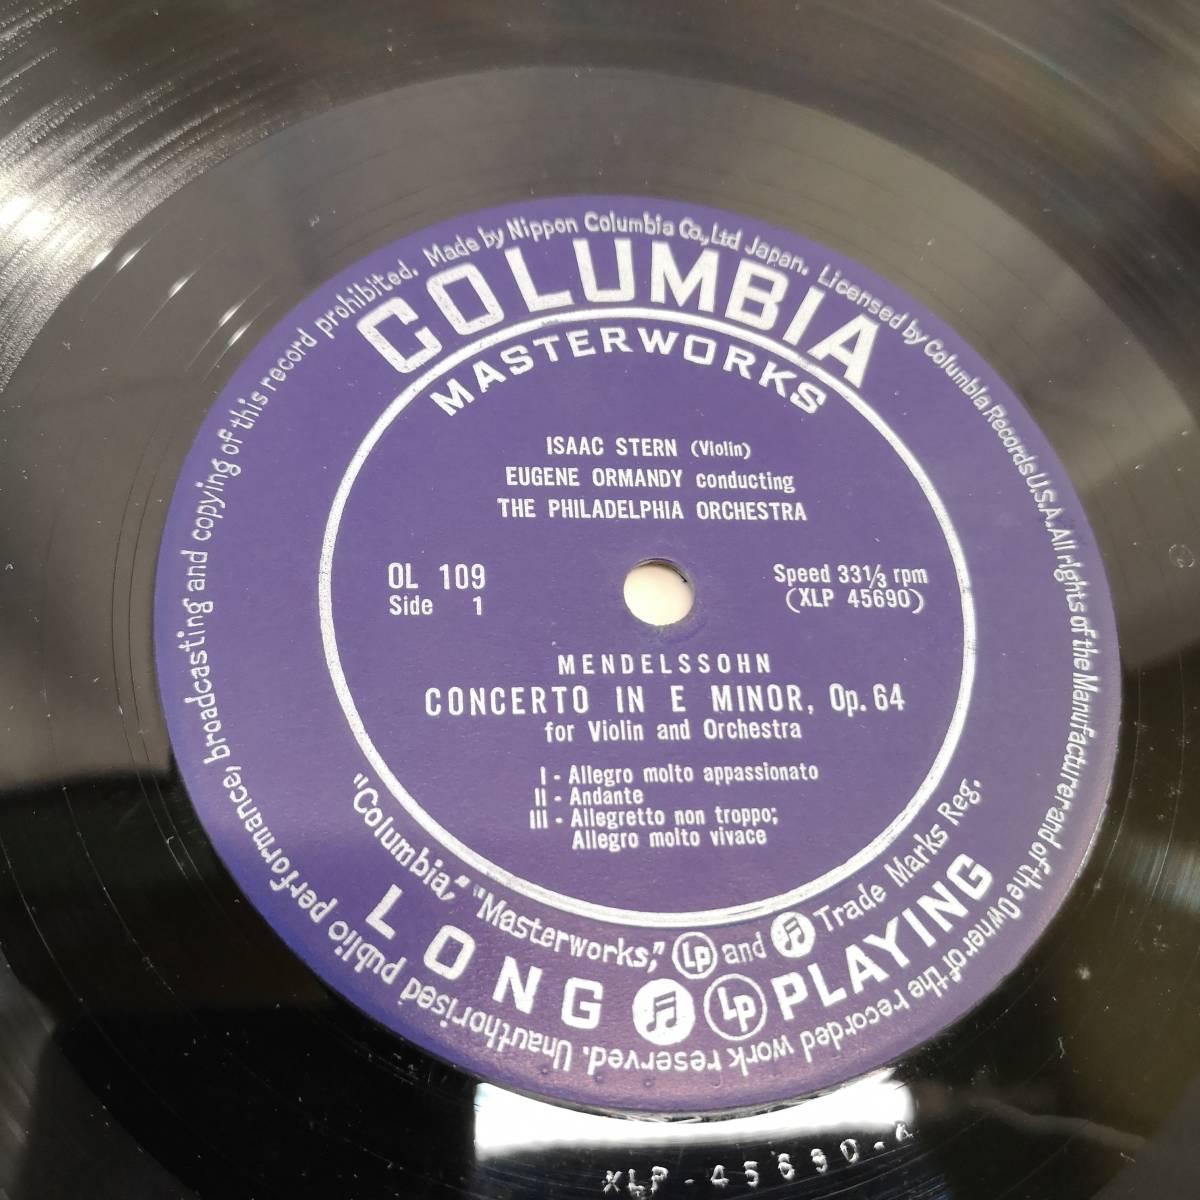 Made by Nippon Columbia Co., Ltd Japan. Licensed by Columbia Records U.S.A. All rights of the Manufacturer and of the Owner of the recorded work reserved. Unauthorised public performance, broadcasting and copying of this record prohibited.
COLUMBIA
MASTERWORKS
ISAAC STERN (Violin)
EUGENE ORMANDY conducting
THE PHILADELPHIA ORCHESTRA
OL 109
Side 1
Speed 33 1/3 rpm
(XLP 45690)
MENDELSSOHN
CONCERTO IN E MINOR, Op. 64
for Violin and Orchestra
I - Allegro molto appassionato
II - Andante
III - Allegretto non troppo;
Allegro molto vivace
"Columbia," "Masterworks," Lp and Trade Marks Reg.
LONG Lp PLAYING
XLP-45690-A